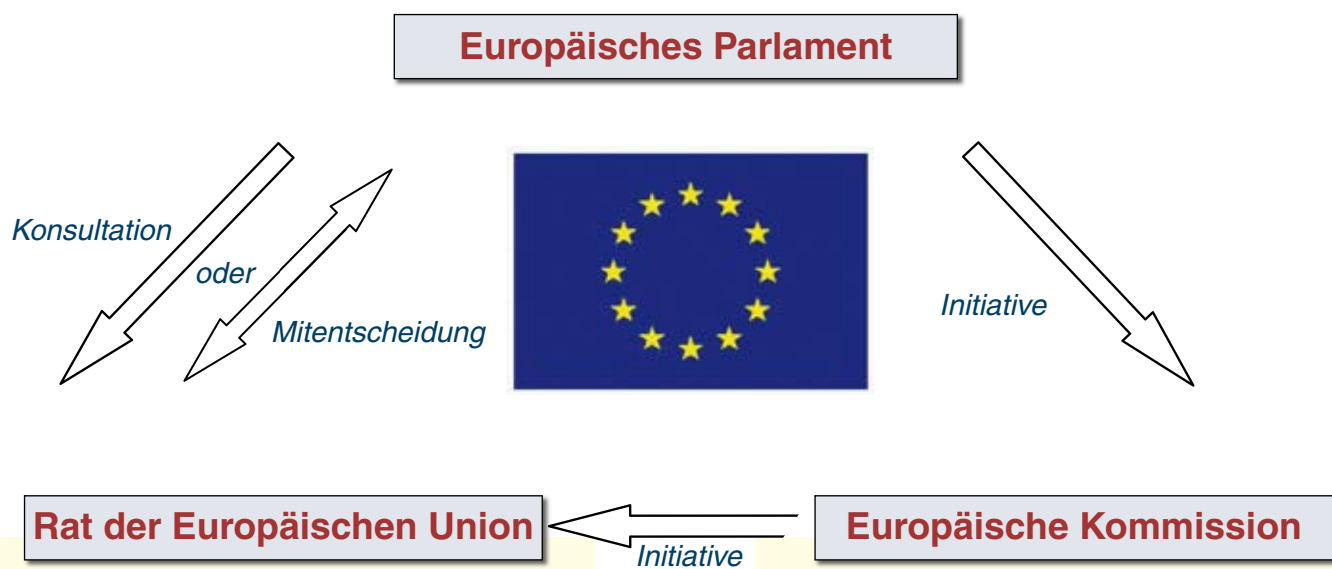 Europäisches Parlament
Konsultation
oder
Mitentscheidung
Initiative
Rat der Europäischen Union
Initiative
Europäische Kommission